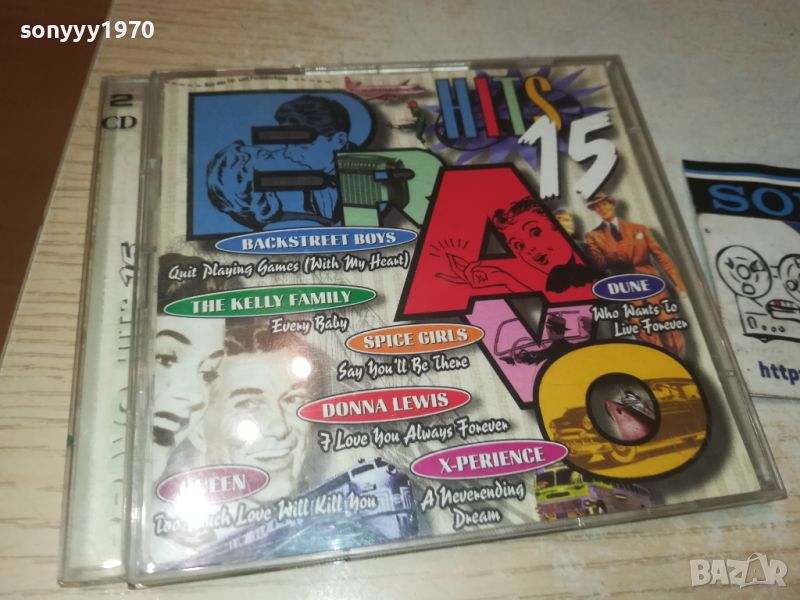 sonyyy1970
2
CD
HITS
15
BRAVO
BACKSTREET BOYS
Quit Playing Games (With My Heart)
THE KELLY FAMILY
Every Baby
DUNE
Who Wants To
Live Forever
SPICE GIRLS
Say You'll Be There
DONNA LEWIS
I Love You Always Forever
QUEEN
Too Much Love Will Kill You
X-PERIENCE
A Neverending
Dream
SO
http
BAZAR